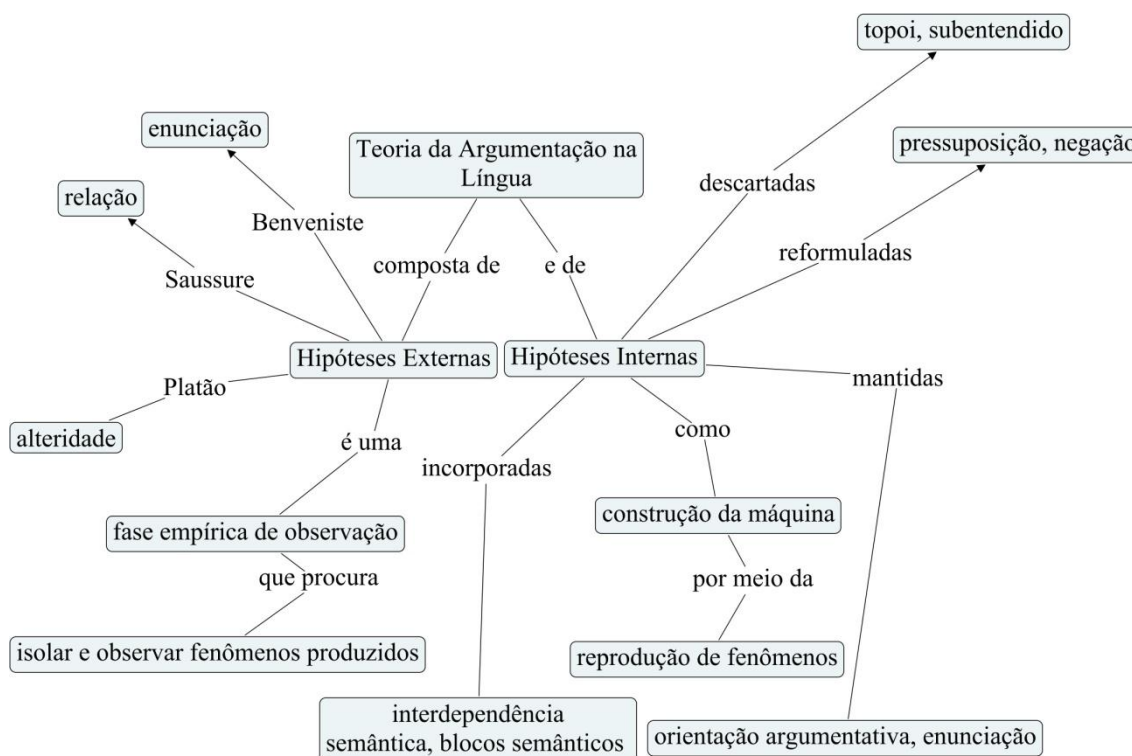 topoi, subentendido
enunciação
Teoria da Argumentação na
Língua
pressuposição, negação
descartadas
relação
Benveniste
reformuladas
composta de
e de
Saussure
Hipóteses Externas
Hipóteses Internas
Platão
mantidas
alteridade
é uma
como
incorporadas
fase empírica de observação
construção da máquina
que procura
por meio da
isolar e observar fenômenos produzidos
reprodução de fenômenos
interdependência
semântica, blocos semânticos
orientação argumentativa, enunciação